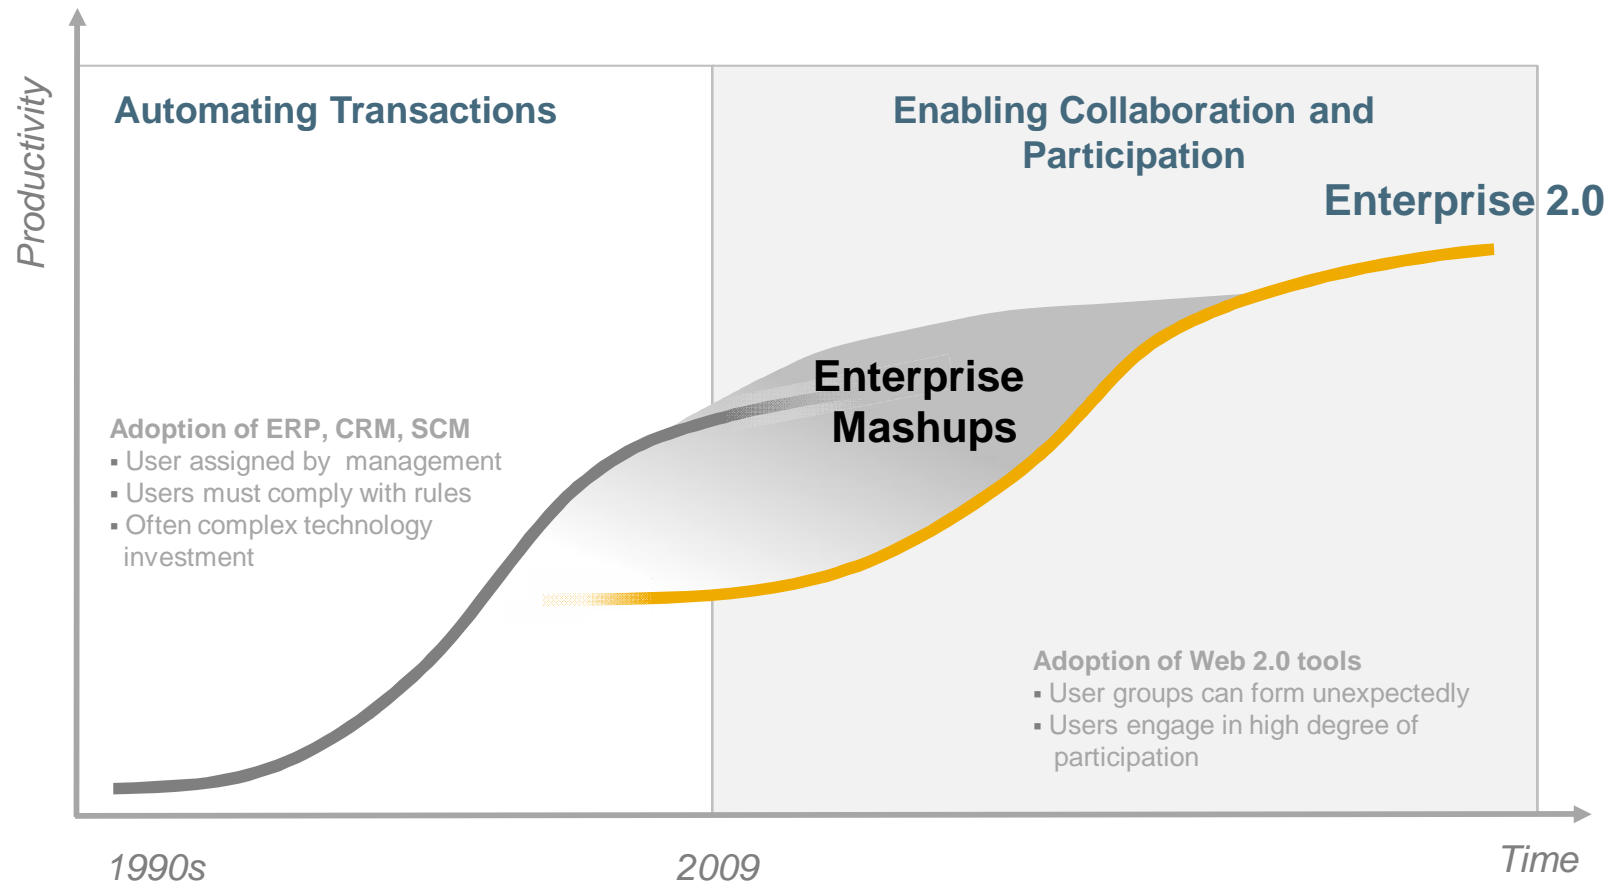 Productivity
Automating Transactions
Enabling Collaboration and
Participation
Enterprise 2.0
Enterprise
Mashups
Adoption of ERP, CRM, SCM
▪ User assigned by management
▪ Users must comply with rules
▪ Often complex technology
investment
Adoption of Web 2.0 tools
▪ User groups can form unexpectedly
▪ Users engage in high degree of
participation
1990s
2009
Time